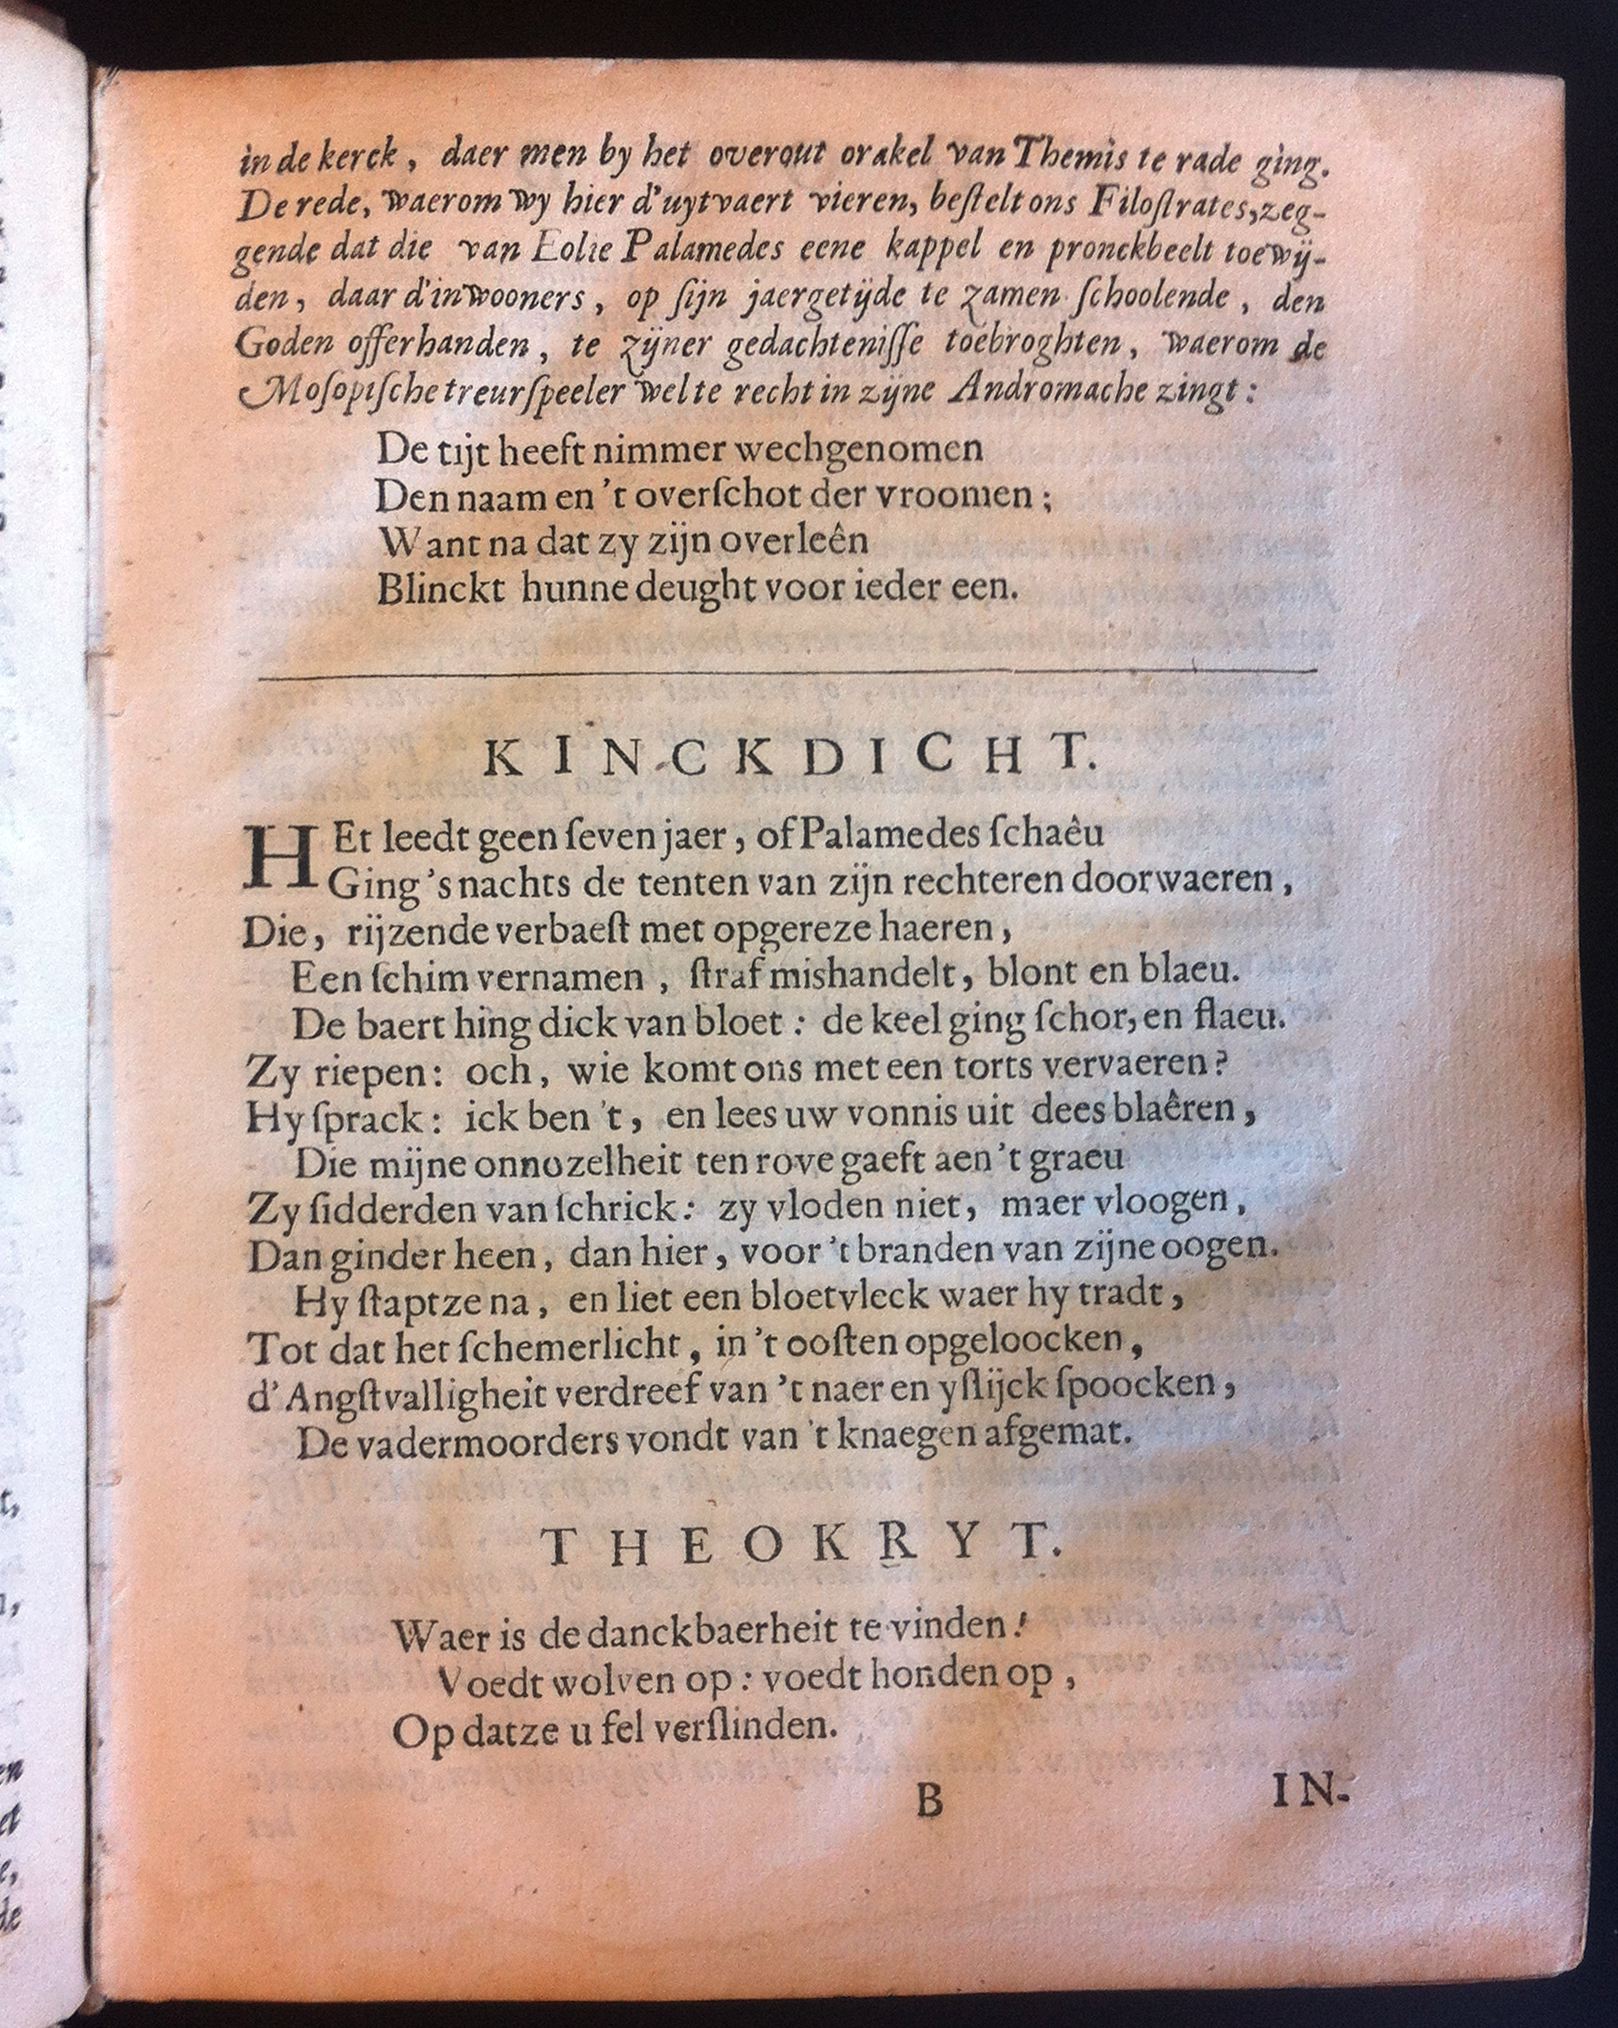 in de kerck, daer men by het overout orakel van Themis te rade ging.
De rede, waerom wy hier d'uytvaert vieren, beſtelt ons Filoſtrates, zeg-
gende dat die van Eolie Palamedes eene kappel en pronckbeelt toewij-
den, daar d'inwooners, op ſijn jaergetijde te zamen ſchoolende, den
Goden offerhanden, te zijner gedachteniſſe toebroghten, waerom de
Moſopiſche treurſpeeler wel te recht in zijne Andromache zingt:
De tijt heeft nimmer wechgenomen
Den naam en 't overſchot der vroomen;
Want na dat zy zijn overleên
Blinckt hunne deught voor ieder een.
KINCKDICHT.
HEt leedt geen ſeven jaer, of Palamedes ſchaêu
Ging 's nachts de tenten van zijn rechteren doorwaeren,
Die, rijzende verbaeſt met opgereze haeren,
Een ſchim vernamen, ſtraf mishandelt, blont en blaeu.
De baert hing dick van bloet: de keel ging ſchor, en flaeu.
Zy riepen: och, wie komt ons met een torts vervaeren?
Hy ſprack: ick ben 't, en lees uw vonnis uit dees blaêren,
Die mijne onnozelheit ten rove gaeft aen 't graeu
Zy ſidderden van ſchrick: zy vloden niet, maer vloogen,
Dan ginder heen, dan hier, voor 't branden van zijne oogen.
Hy ſtaptze na, en liet een bloetvleck waer hy tradt,
Tot dat het ſchemerlicht, in 't ooſten opgeloocken,
d'Angſtvalligheit verdreef van 't naer en yſlijck ſpoocken,
De vadermoorders vondt van 't knaegen afgemat.
THEOKRYT.
Waer is de danckbaerheit te vinden!
Voedt wolven op: voedt honden op,
Op datze u fel verſlinden.
B IN-